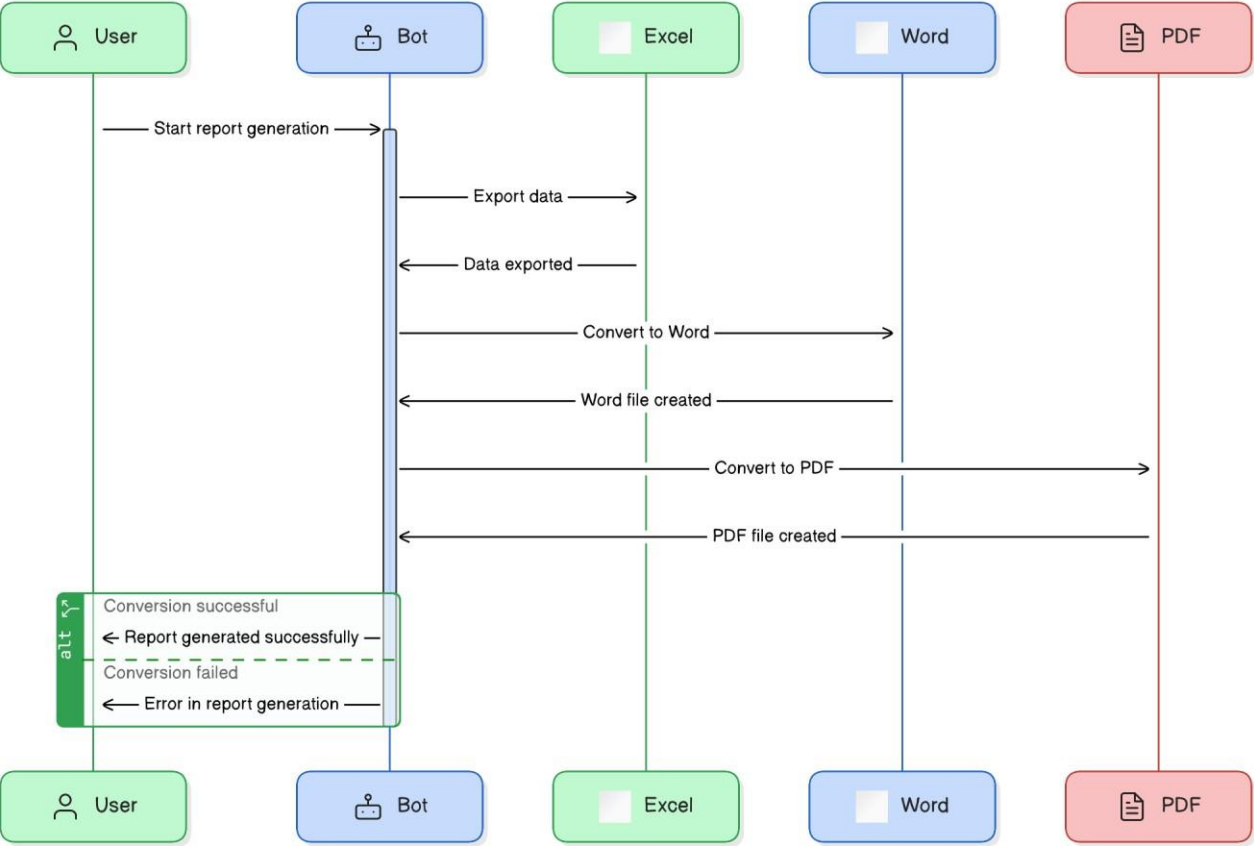 User
Bot
Excel
Word
PDF
Start report generation
Export data
Data exported
Convert to Word
Word file created
Convert to PDF
PDF file created
alt
Conversion successful
Report generated successfully
Conversion failed
Error in report generation
User
Bot
Excel
Word
PDF